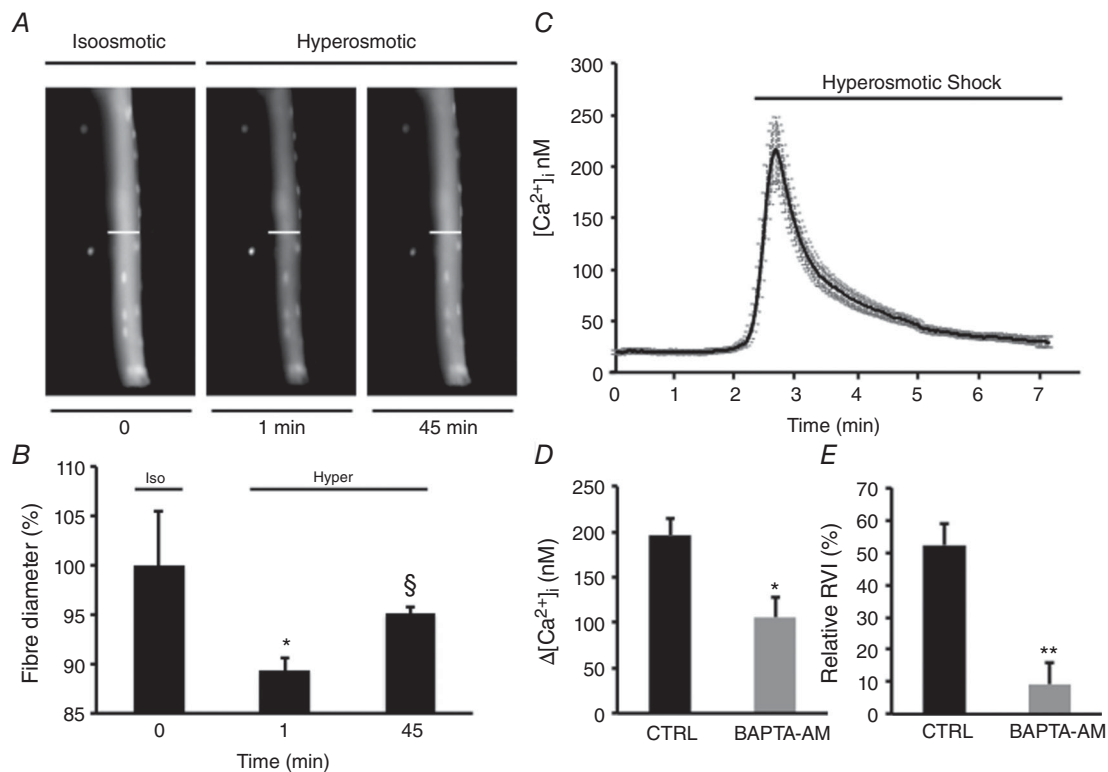 A
Isoosmotic Hyperosmotic
0 1 min 45 min
B
110
105
100
95
90
85
Fibre diameter (%)
Iso Hyper
*
§
0 1 45
Time (min)
C
300
250
200
150
100
50
0
[Ca²⁺]ᵢ nM
Hyperosmotic Shock
0 1 2 3 4 5 6 7
Time (min)
D
250
200
150
100
50
0
Δ[Ca²⁺]ᵢ (nM)
*
CTRL BAPTA-AM
E
70
60
50
40
30
20
10
0
Relative RVI (%)
**
CTRL BAPTA-AM